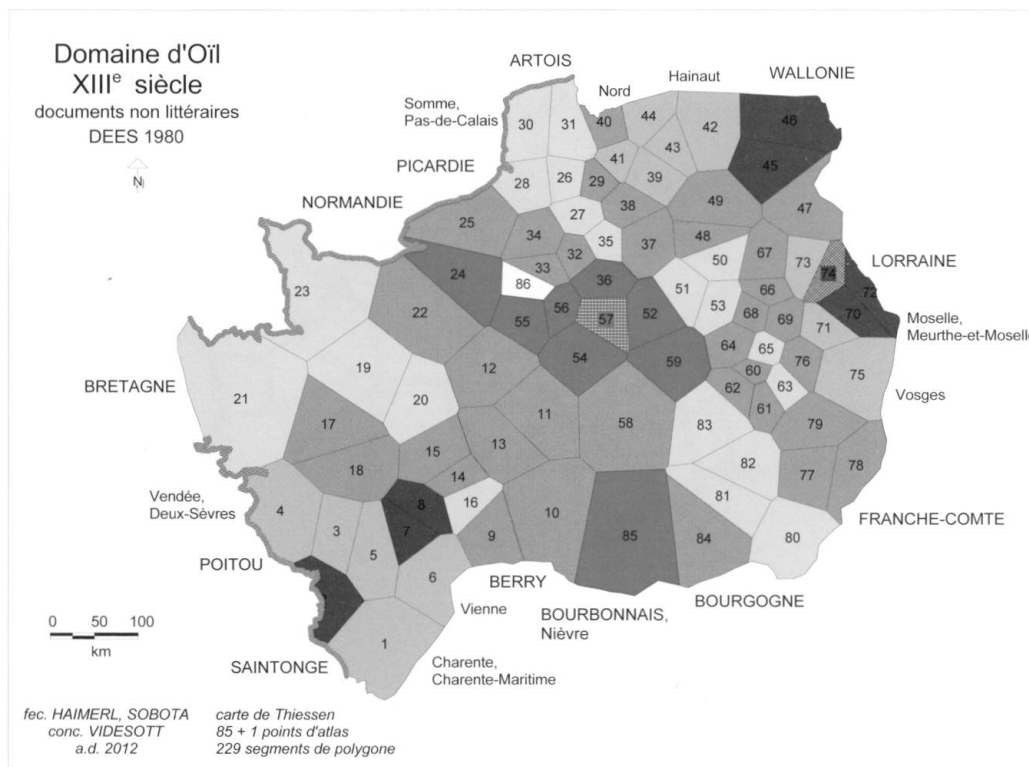 Domaine d'Oïl
XIIIe siècle
documents non littéraires
DEES 1980
N
ARTOIS
Nord
Hainaut
WALLONIE
Somme,
Pas-de-Calais
PICARDIE
NORMANDIE
LORRAINE
Moselle,
Meurthe-et-Moselle
Vosges
BRETAGNE
Vendée,
Deux-Sèvres
POITOU
FRANCHE-COMTE
BERRY
BOURGOGNE
Vienne
BOURBONNAIS,
Nièvre
SAINTONGE
Charente,
Charente-Maritime
30 31 40 44 42 46
41 43 45
28 26 29 39
27 38 49 47
25 34 35 37 48 67 73 74
32 50
24 33 36 66 72
23 86 51 53
22 56 57 52 68 69 70
55 71
54 59 64 65 76
19 12 60 75
21 20 62 63
11 61
17 58 83 79
15 13
18 82 78
14 77
8 16 81
4 10
3 7 9 85 84 80
5
6
1
0 50 100
km
fec. HAIMERL, SOBOTA
conc. VIDESOTT
a.d. 2012
carte de Thiessen
85 + 1 points d'atlas
229 segments de polygone